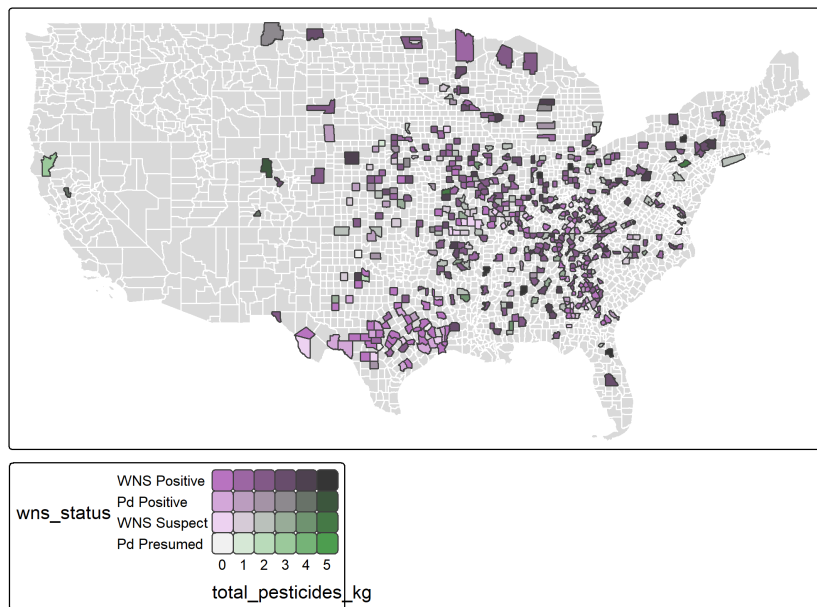 WNS Positive
Pd Positive
wns_status
WNS Suspect
Pd Presumed
0 1 2 3 4 5
total_pesticides_kg